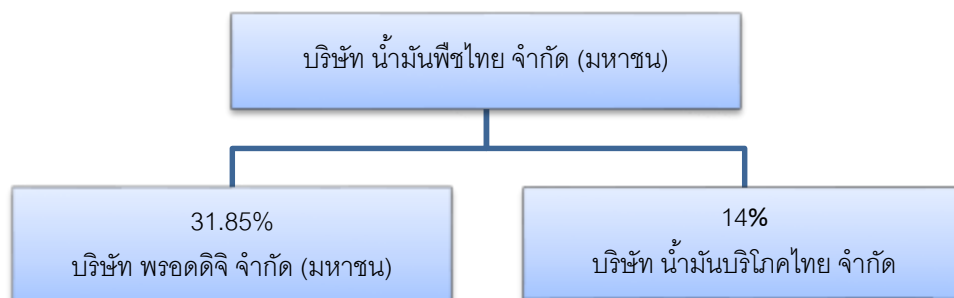 บริษัท น้ำมันพืชไทย จำกัด (มหาชน)
31.85%
บริษัท พรอดดิจิ จำกัด (มหาชน)
14%
บริษัท น้ำมันบริโภคไทย จำกัด